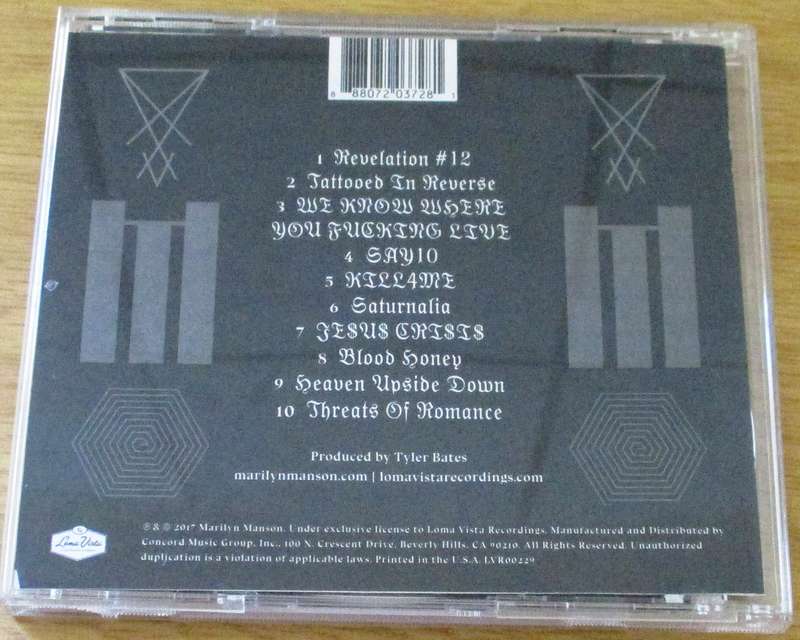 8 88072 03728 1
1 Revelation #12
2 Tattooed In Reverse
3 WE KNOW WHERE
YOU FUCKING LIVE
4 SAY10
5 KILL4ME
6 Saturnalia
7 JE$U$ CRI$I$
8 Blood Honey
9 Heaven Upside Down
10 Threats Of Romance
Produced by Tyler Bates
marilynmanson.com | lomavistarecordings.com
Loma Vista
℗ & © 2017 Marilyn Manson. Under exclusive license to Loma Vista Recordings. Manufactured and Distributed by
Concord Music Group, Inc., 100 N. Crescent Drive, Beverly Hills, CA 90210. All Rights Reserved. Unauthorized
duplication is a violation of applicable laws. Printed in the U.S.A. LVR00229